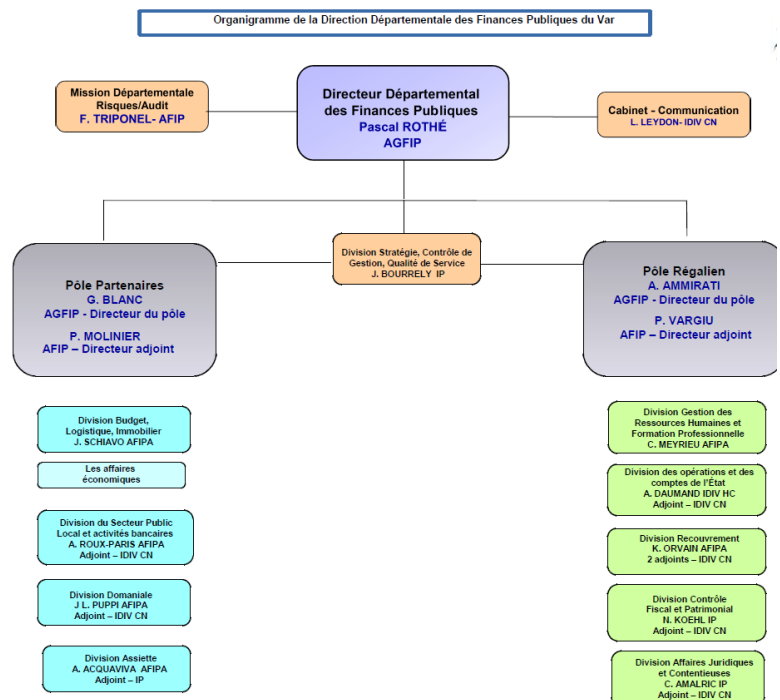 Organigramme de la Direction Départementale des Finances Publiques du Var
Mission Départementale
Risques/Audit
F. TRIPONEL- AFIP
Directeur Départemental
des Finances Publiques
Pascal ROTHÉ
AGFIP
Cabinet - Communication
L. LEYDON- IDIV CN
Division Stratégie, Contrôle de
Gestion, Qualité de Service
J. BOURRELY IP
Pôle Partenaires
G. BLANC
AGFIP - Directeur du pôle
P. MOLINIER
AFIP – Directeur adjoint
Pôle Régalien
A. AMMIRATI
AGFIP - Directeur du pôle
P. VARGIU
AFIP – Directeur adjoint
Division Budget,
Logistique, Immobilier
J. SCHIAVO AFIPA
Les affaires
économiques
Division du Secteur Public
Local et activités bancaires
A. ROUX-PARIS AFIPA
Adjoint – IDIV CN
Division Domaniale
J L. PUPPI AFIPA
Adjoint – IDIV CN
Division Assiette
A. ACQUAVIVA AFIPA
Adjoint – IP
Division Gestion des
Ressources Humaines et
Formation Professionnelle
C. MEYRIEU AFIPA
Division des opérations et des
comptes de l'État
A. DAUMAND IDIV HC
Adjoint – IDIV CN
Division Recouvrement
K. ORVAIN AFIPA
2 adjoints – IDIV CN
Division Contrôle
Fiscal et Patrimonial
N. KOEHL IP
Adjoint – IDIV CN
Division Affaires Juridiques
et Contentieuses
C. AMALRIC IP
Adjoint – IDIV CN